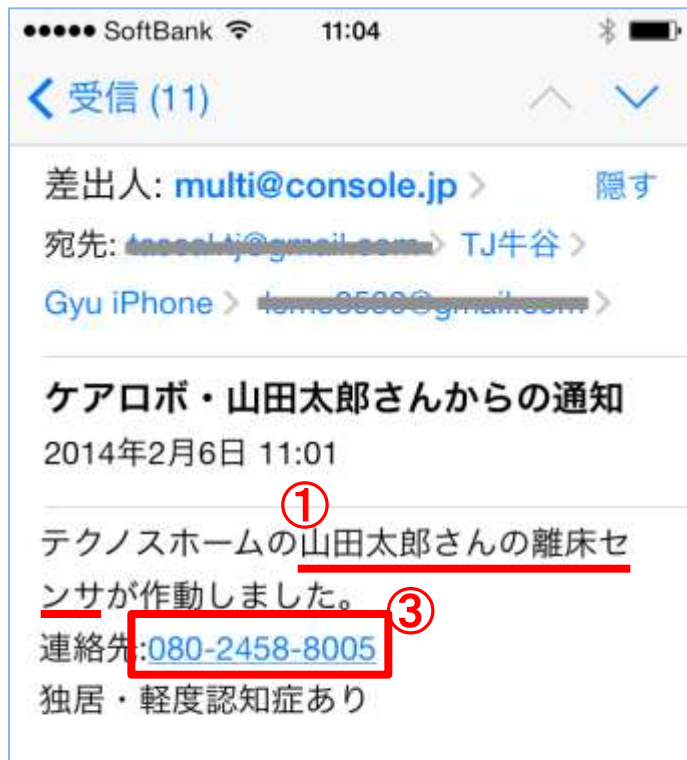 SoftBank 11:04
受信 (11)
差出人: multi@console.jp 隠す
宛先: TJ牛谷
Gyu iPhone
ケアロボ・山田太郎さんからの通知
2014年2月6日 11:01
①
テクノスホームの山田太郎さんの離床セ
ンサが作動しました。
③
連絡先:080-2458-8005
独居・軽度認知症あり